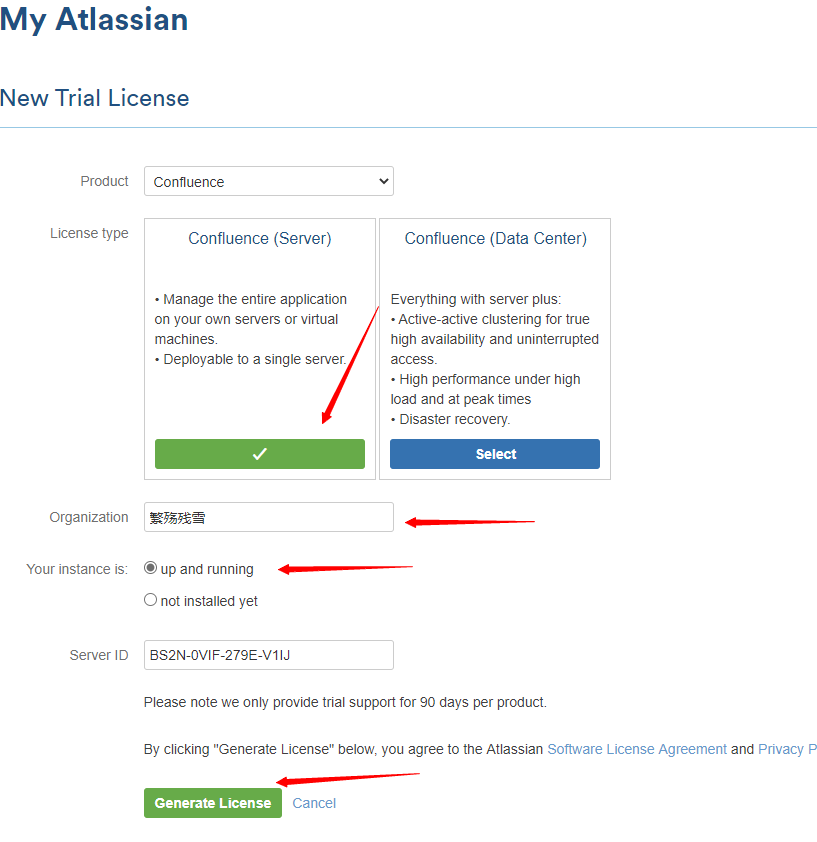 My Atlassian
New Trial License
Product
Confluence
License type
Confluence (Server)
• Manage the entire application
on your own servers or virtual
machines.
• Deployable to a single server.
Confluence (Data Center)
Everything with server plus:
• Active-active clustering for true
high availability and uninterrupted
access.
• High performance under high
load and at peak times
• Disaster recovery.
Select
Organization
繁殇残雪
Your instance is:
up and running
not installed yet
Server ID
BS2N-0VIF-279E-V1IJ
Please note we only provide trial support for 90 days per product.
By clicking "Generate License" below, you agree to the Atlassian Software License Agreement and Privacy P
Generate License
Cancel